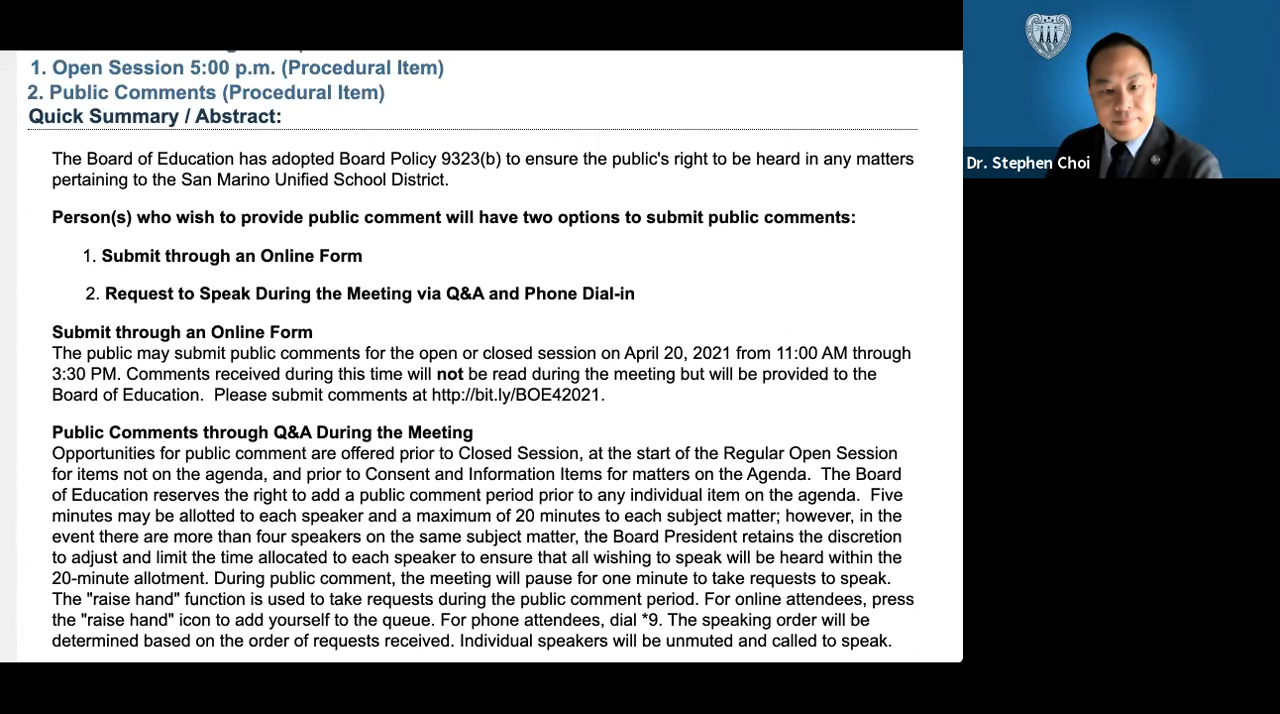 1. Open Session 5:00 p.m. (Procedural Item)
2. Public Comments (Procedural Item)
Quick Summary / Abstract:
The Board of Education has adopted Board Policy 9323(b) to ensure the public's right to be heard in any matters
pertaining to the San Marino Unified School District.
Person(s) who wish to provide public comment will have two options to submit public comments:
1. Submit through an Online Form
2. Request to Speak During the Meeting via Q&A and Phone Dial-in
Submit through an Online Form
The public may submit public comments for the open or closed session on April 20, 2021 from 11:00 AM through
3:30 PM. Comments received during this time will not be read during the meeting but will be provided to the
Board of Education. Please submit comments at http://bit.ly/BOE42021.
Public Comments through Q&A During the Meeting
Opportunities for public comment are offered prior to Closed Session, at the start of the Regular Open Session
for items not on the agenda, and prior to Consent and Information Items for matters on the Agenda. The Board
of Education reserves the right to add a public comment period prior to any individual item on the agenda. Five
minutes may be allotted to each speaker and a maximum of 20 minutes to each subject matter; however, in the
event there are more than four speakers on the same subject matter, the Board President retains the discretion
to adjust and limit the time allocated to each speaker to ensure that all wishing to speak will be heard within the
20-minute allotment. During public comment, the meeting will pause for one minute to take requests to speak.
The "raise hand" function is used to take requests during the public comment period. For online attendees, press
the "raise hand" icon to add yourself to the queue. For phone attendees, dial *9. The speaking order will be
determined based on the order of requests received. Individual speakers will be unmuted and called to speak.
Dr. Stephen Choi